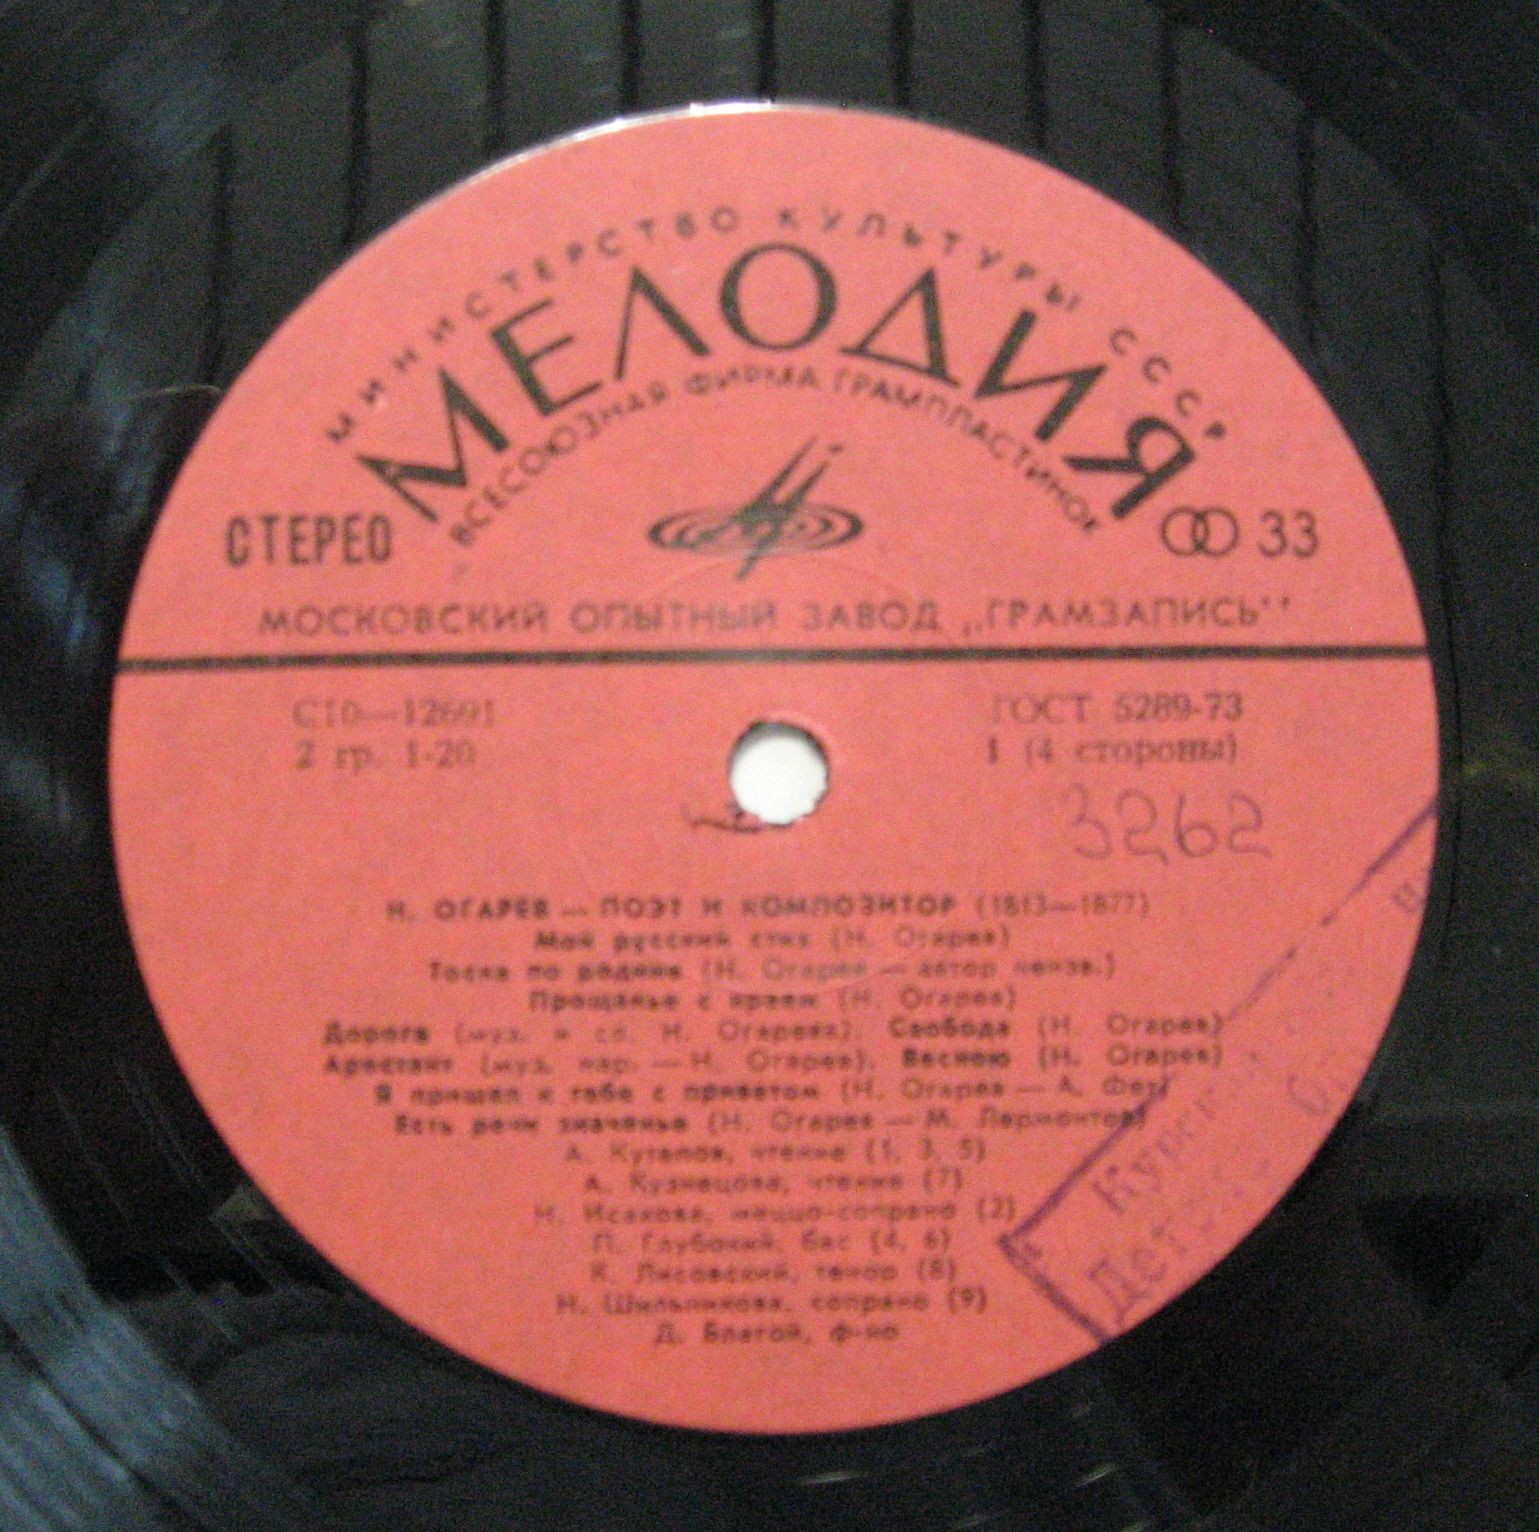 МИНИСТЕРСТВО КУЛЬТУРЫ СССР
МЕЛОДИЯ
ВСЕСОЮЗНАЯ ФИРМА ГРАМПЛАСТИНОК
СТЕРЕО
33
МОСКОВСКИЙ ОПЫТНЫЙ ЗАВОД „ГРАМЗАПИСЬ"
С10—12691 ГОСТ 5289-73
2 гр. 1-20 1 (4 стороны)
3262
Н. ОГАРЕВ — ПОЭТ И КОМПОЗИТОР (1813—1877)
Мой русский стих (Н. Огарев)
Тоска по родине (Н. Огарев — автор неизв.)
Прощанье с краем (Н. Огарев)
Дорога (муз. и сл. Н. Огарева). Свобода (Н. Огарев)
Арестант (муз. нар. — Н. Огарев). Весною (Н. Огарев)
Я пришел к тебе с приветом (Н. Огарев — А. Фет)
Есть речи значенье (Н. Огарев — М. Лермонтов)
А. Кутепов, чтение (1, 3, 5)
А. Кузнецова, чтение (7)
Н. Исакова, меццо-сопрано (2)
П. Глубокий, бас (4, 6)
К. Лисовский, тенор (8)
Н. Шильникова, сопрано (9)
Д. Благой, ф-но